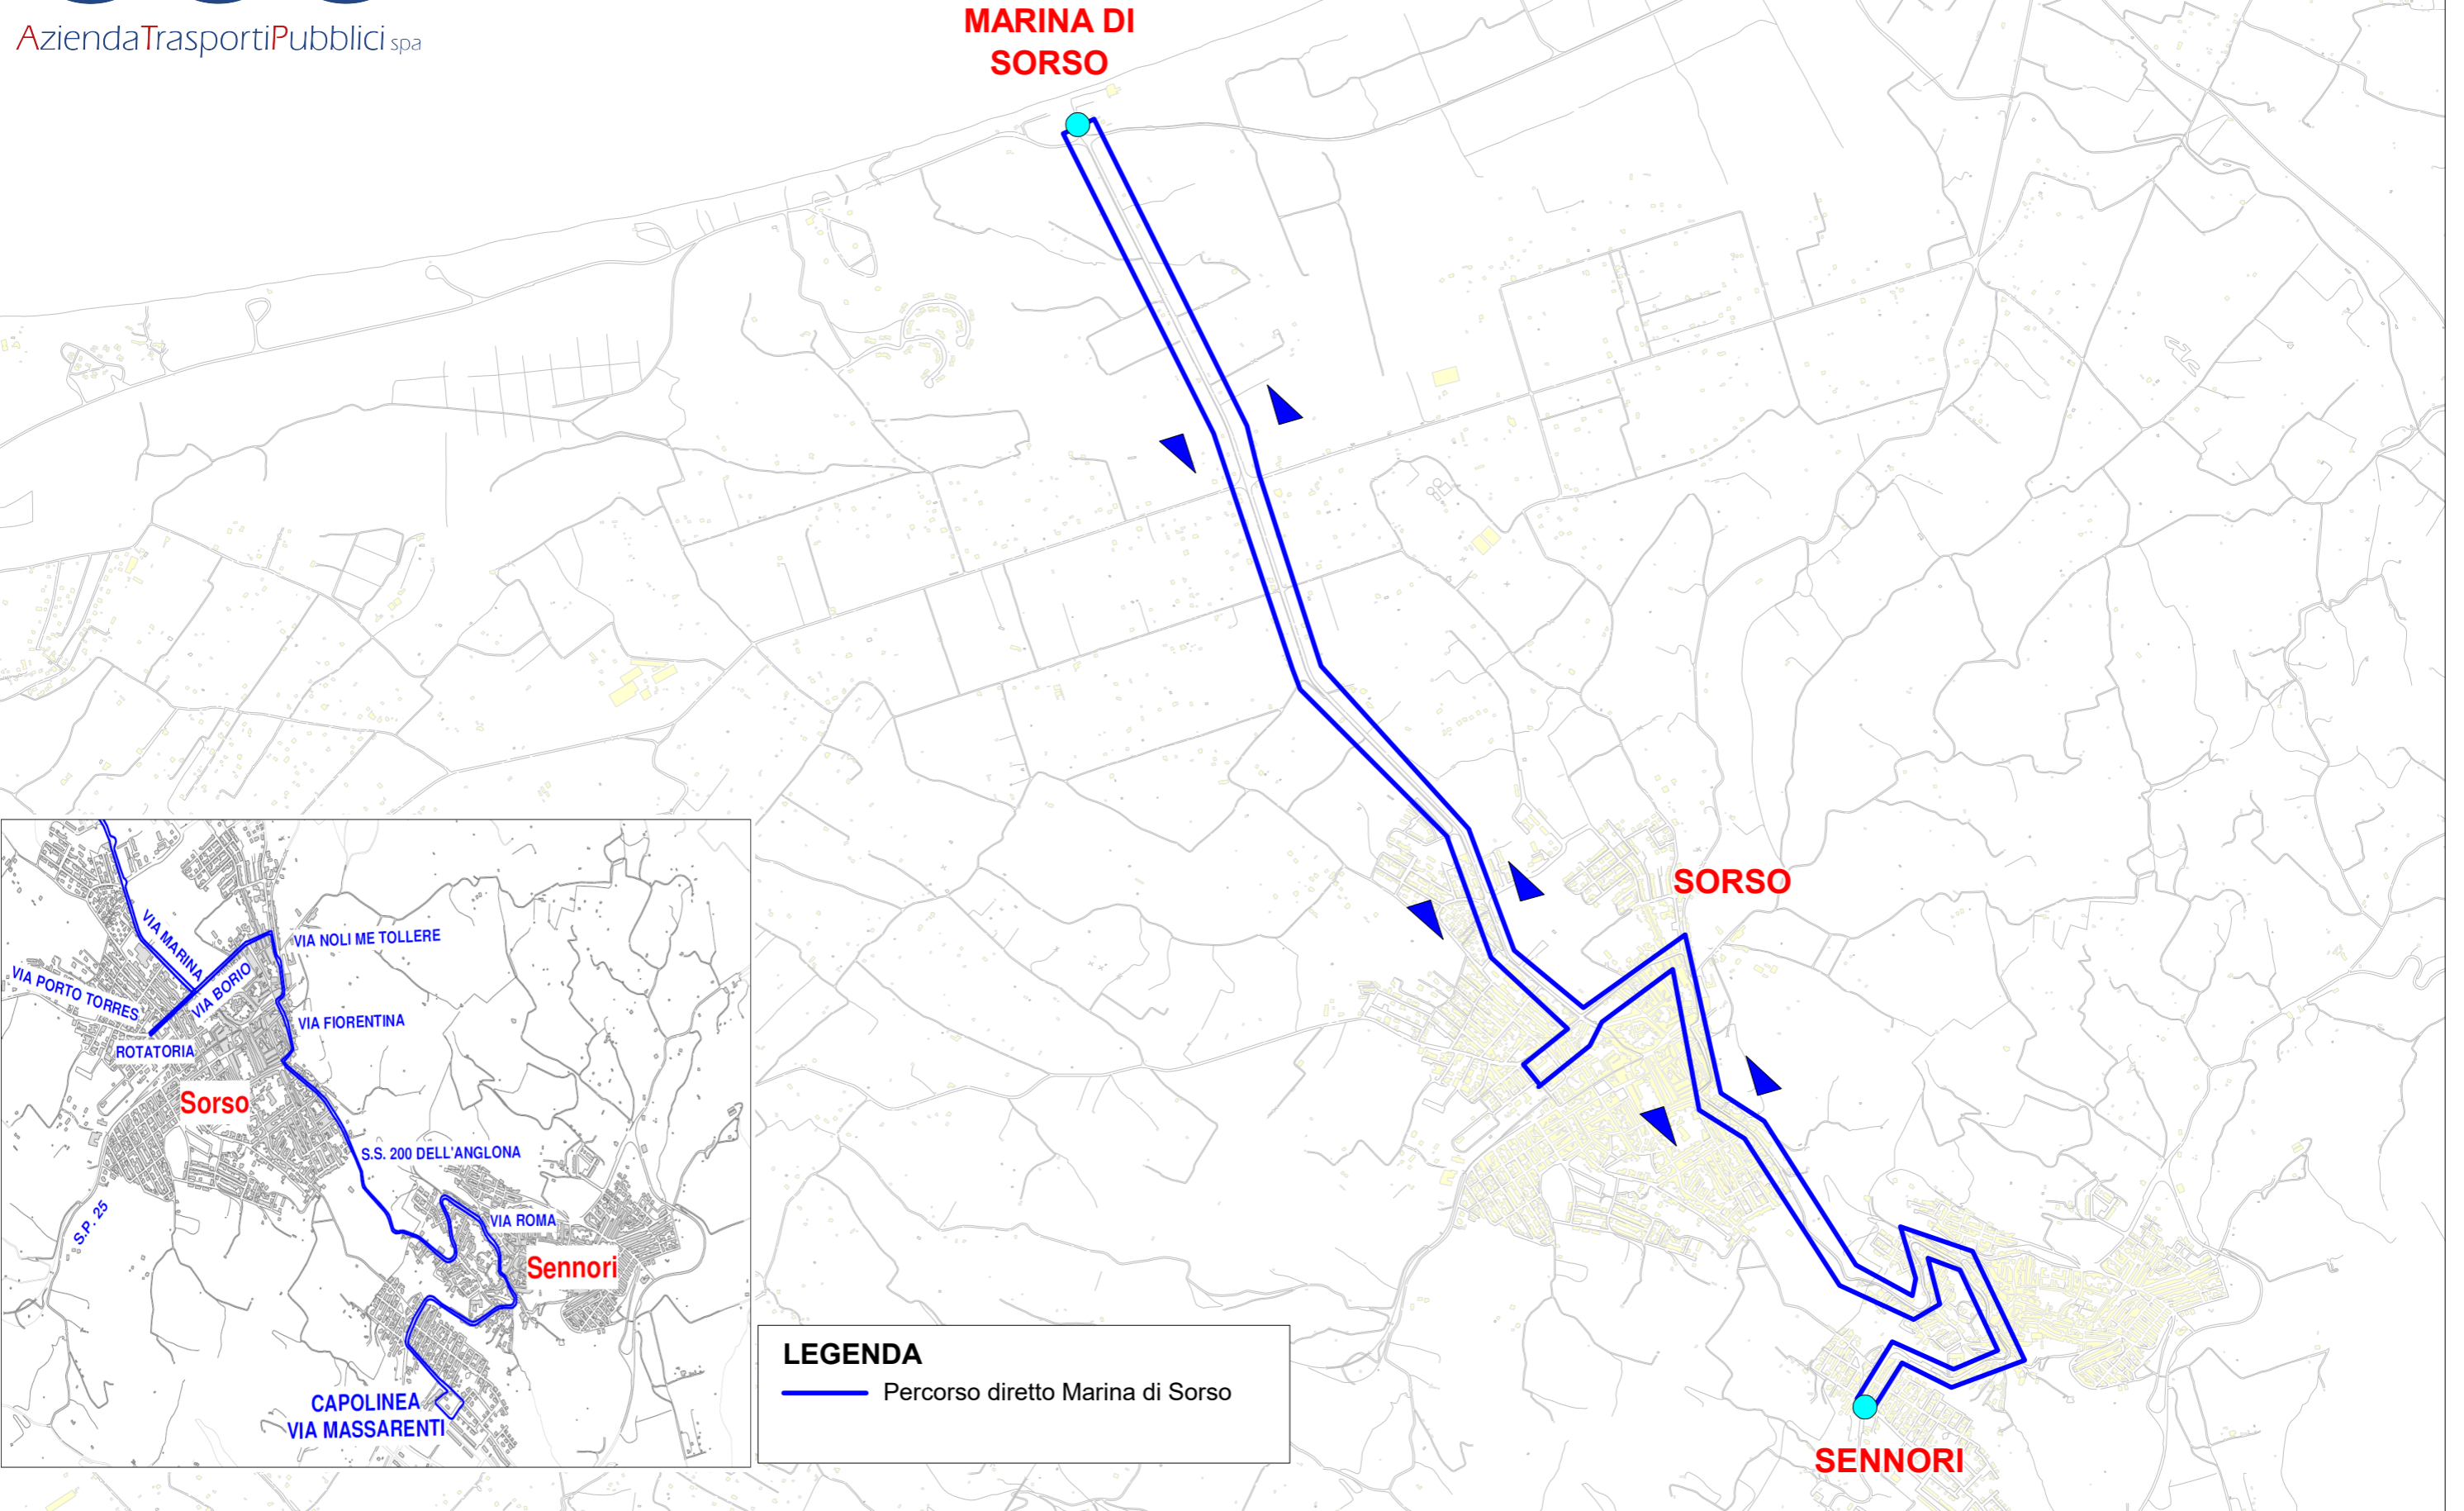 AziendaTrasportiPubblici spa
MARINA DI
SORSO
SORSO
SENNORI
VIA MARINA
VIA NOLI ME TOLLERE
VIA PORTO TORRES
VIA BORIO
VIA FIORENTINA
ROTATORIA
Sorso
S.S. 200 DELL'ANGLONA
S.P. 25
VIA ROMA
Sennori
CAPOLINEA
VIA MASSARENTI
LEGENDA
Percorso diretto Marina di Sorso